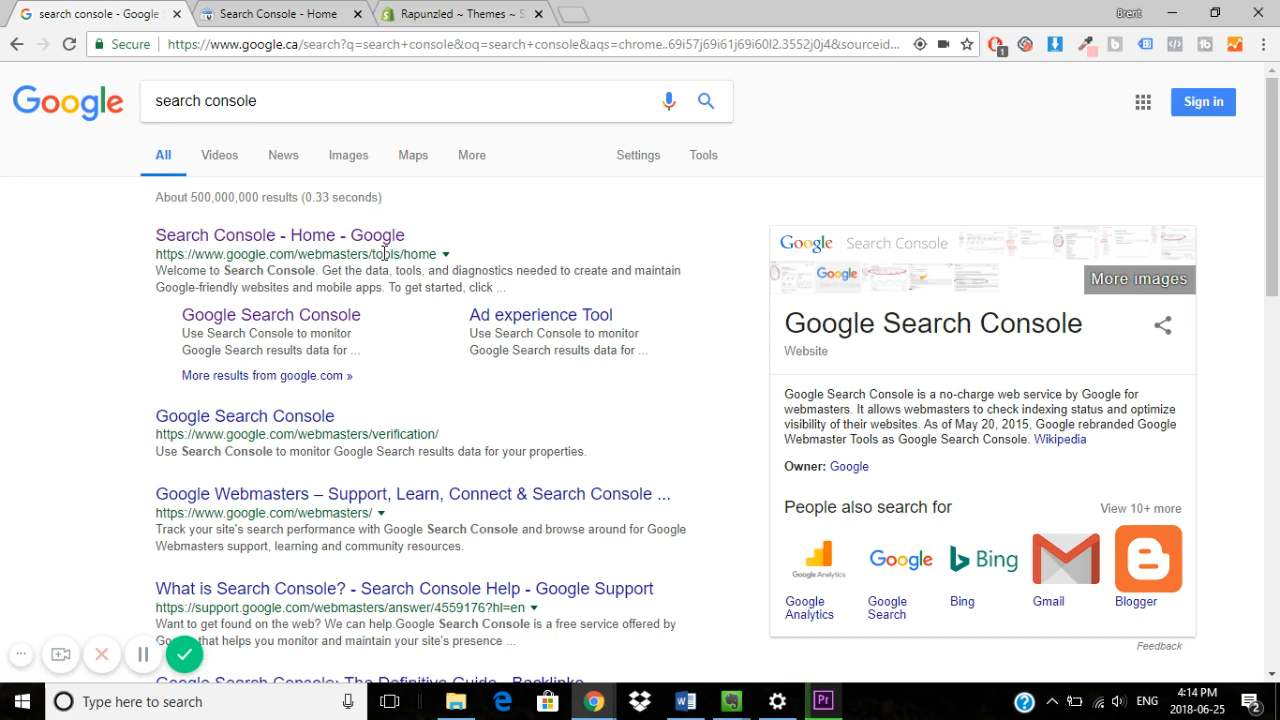 search console - Google
Search Console - Home
Rapunzled ~ Themes ~ S
Brent
Secure
https://www.google.ca/search?q=search+console&oq=search+console&aqs=chrome..69i57j69i61j69i60l2.3552j0j4&sourceid...
1
Google
search console
Sign in
All
Videos
News
Images
Maps
More
Settings
Tools
About 500,000,000 results (0.33 seconds)
Search Console - Home - Google
https://www.google.com/webmasters/tools/home
Welcome to Search Console. Get the data, tools, and diagnostics needed to create and maintain
Google-friendly websites and mobile apps. To get started, click ...
Google Search Console
Use Search Console to monitor
Google Search results data for ...
Ad experience Tool
Use Search Console to monitor
Google Search results data for ...
More results from google.com »
Google Search Console
https://www.google.com/webmasters/verification/
Use Search Console to monitor Google Search results data for your properties.
Google Webmasters – Support, Learn, Connect & Search Console ...
https://www.google.com/webmasters/
Track your site's search performance with Google Search Console and browse around for Google
Webmasters support, learning and community resources.
What is Search Console? - Search Console Help - Google Support
https://support.google.com/webmasters/answer/4559176?hl=en
Want to get found on the web? We can help.Google Search Console is a free service offered by
that helps you monitor and maintain your site's presence ...
Google Search Console: The Definitive Guide - Backlinko
Google Search Console
Google
More images
Google Search Console
Website
Google Search Console is a no-charge web service by Google for
webmasters. It allows webmasters to check indexing status and optimize
visibility of their websites. As of May 20, 2015, Google rebranded Google
Webmaster Tools as Google Search Console. Wikipedia
Owner: Google
People also search for
View 10+ more
Google Analytics
Google
Bing
Google
Analytics
Google
Search
Bing
Gmail
Blogger
Feedback
Type here to search
Pr
ENG
4:14 PM
2018-06-25
2